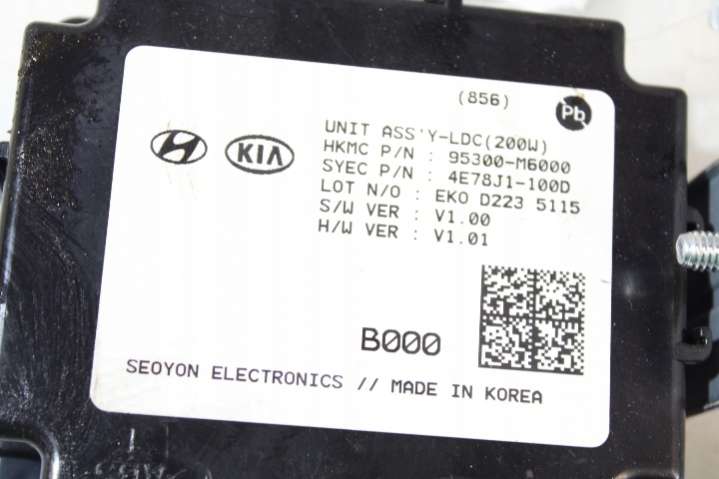 (856)
Pb
UNIT ASS'Y-LDC(200W)
HKMC P/N : 95300-M6000
SYEC P/N : 4E78J1-100D
LOT N/O : EKO D223 5115
S/W VER : V1.00
H/W VER : V1.01
KIA
B000
SEOYON ELECTRONICS // MADE IN KOREA